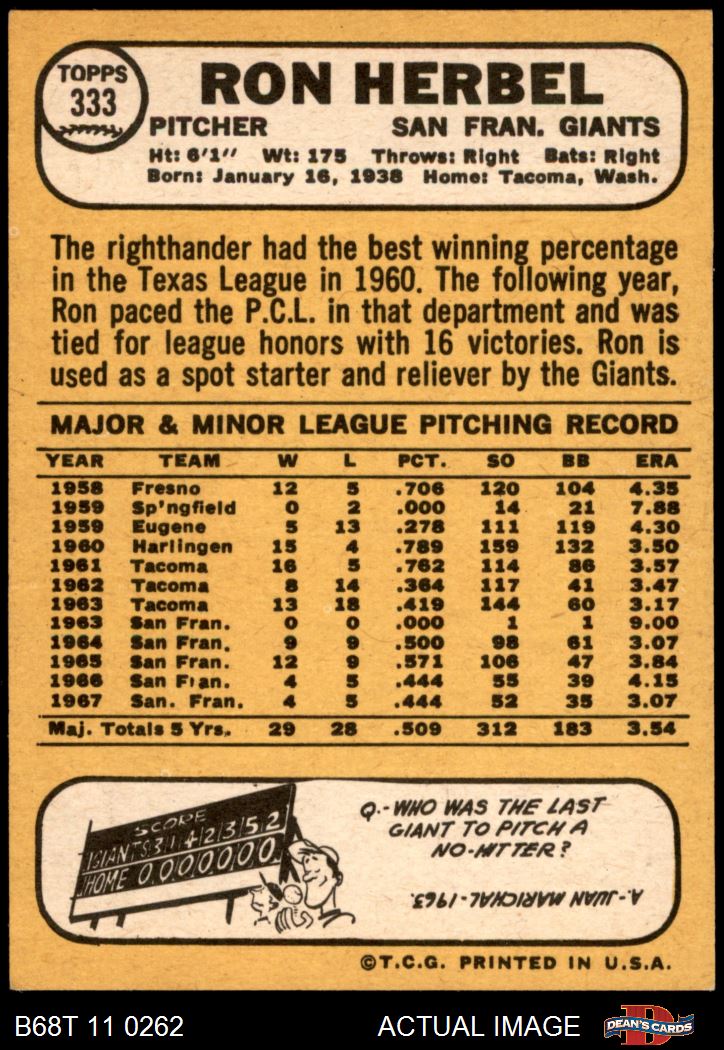 TOPPS
333
RON HERBEL
PITCHER SAN FRAN. GIANTS
Ht: 6'1" Wt: 175 Throws: Right Bats: Right
Born: January 16, 1938 Home: Tacoma, Wash.
The righthander had the best winning percentage
in the Texas League in 1960. The following year,
Ron paced the P.C.L. in that department and was
tied for league honors with 16 victories. Ron is
used as a spot starter and reliever by the Giants.
MAJOR & MINOR LEAGUE PITCHING RECORD
YEAR TEAM W L PCT. SO BB ERA
1958 Fresno 12 5 .706 120 104 4.35
1959 Sp'ngfield 0 2 .000 14 21 7.88
1959 Eugene 5 13 .278 111 119 4.30
1960 Harlingen 15 4 .789 159 132 3.50
1961 Tacoma 16 5 .762 114 86 3.57
1962 Tacoma 8 14 .364 117 41 3.47
1963 Tacoma 13 18 .419 144 60 3.17
1963 San Fran. 0 0 .000 1 1 9.00
1964 San Fran. 9 9 .500 98 61 3.07
1965 San Fran. 12 9 .571 106 47 3.84
1966 San Fran. 4 5 .444 55 39 4.15
1967 San. Fran. 4 5 .444 52 35 3.07
Maj. Totals 5 Yrs. 29 28 .509 312 183 3.54
SCORE
GIANTS 3 1 4 2 3 5 2
HOME 0.0.0.0.0.0.0.
Q.- WHO WAS THE LAST
GIANT TO PITCH A
NO-HITTER?
A.- JUAN MARICHAL - 1963.
© T.C.G. PRINTED IN U.S.A.
B68T 11 0262 ACTUAL IMAGE DEAN'S CARDS